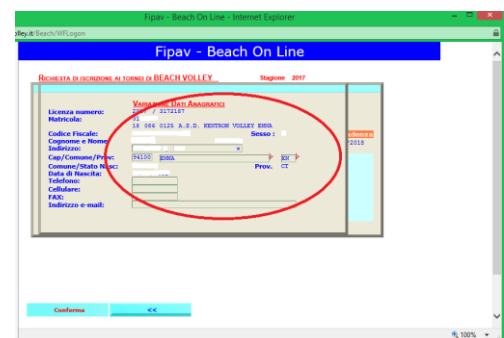 Fipav - Beach On Line - Internet Explorer
olley.it/Beach/WFLogon
Fipav - Beach On Line
RICHIESTA DI ISCRIZIONE AI TORNEI DI BEACH VOLLEY Stagione 2017
VARIAZIONE DATI ANAGRAFICI
Licenza numero: / 3172187
Matricola:
18 086 0125 A.S.D. KENTRON VOLLEY ENNA
Codice Fiscale: Sesso :
Cognome e Nome:
Indirizzo:
Cap/Comune/Prov: 94100 ENNA EN
Comune/Stato Nasc: Prov. CT
Data di Nascita:
Telefono:
Cellulare:
FAX:
Indirizzo e-mail:
denza
2018
Conferma <<
100%